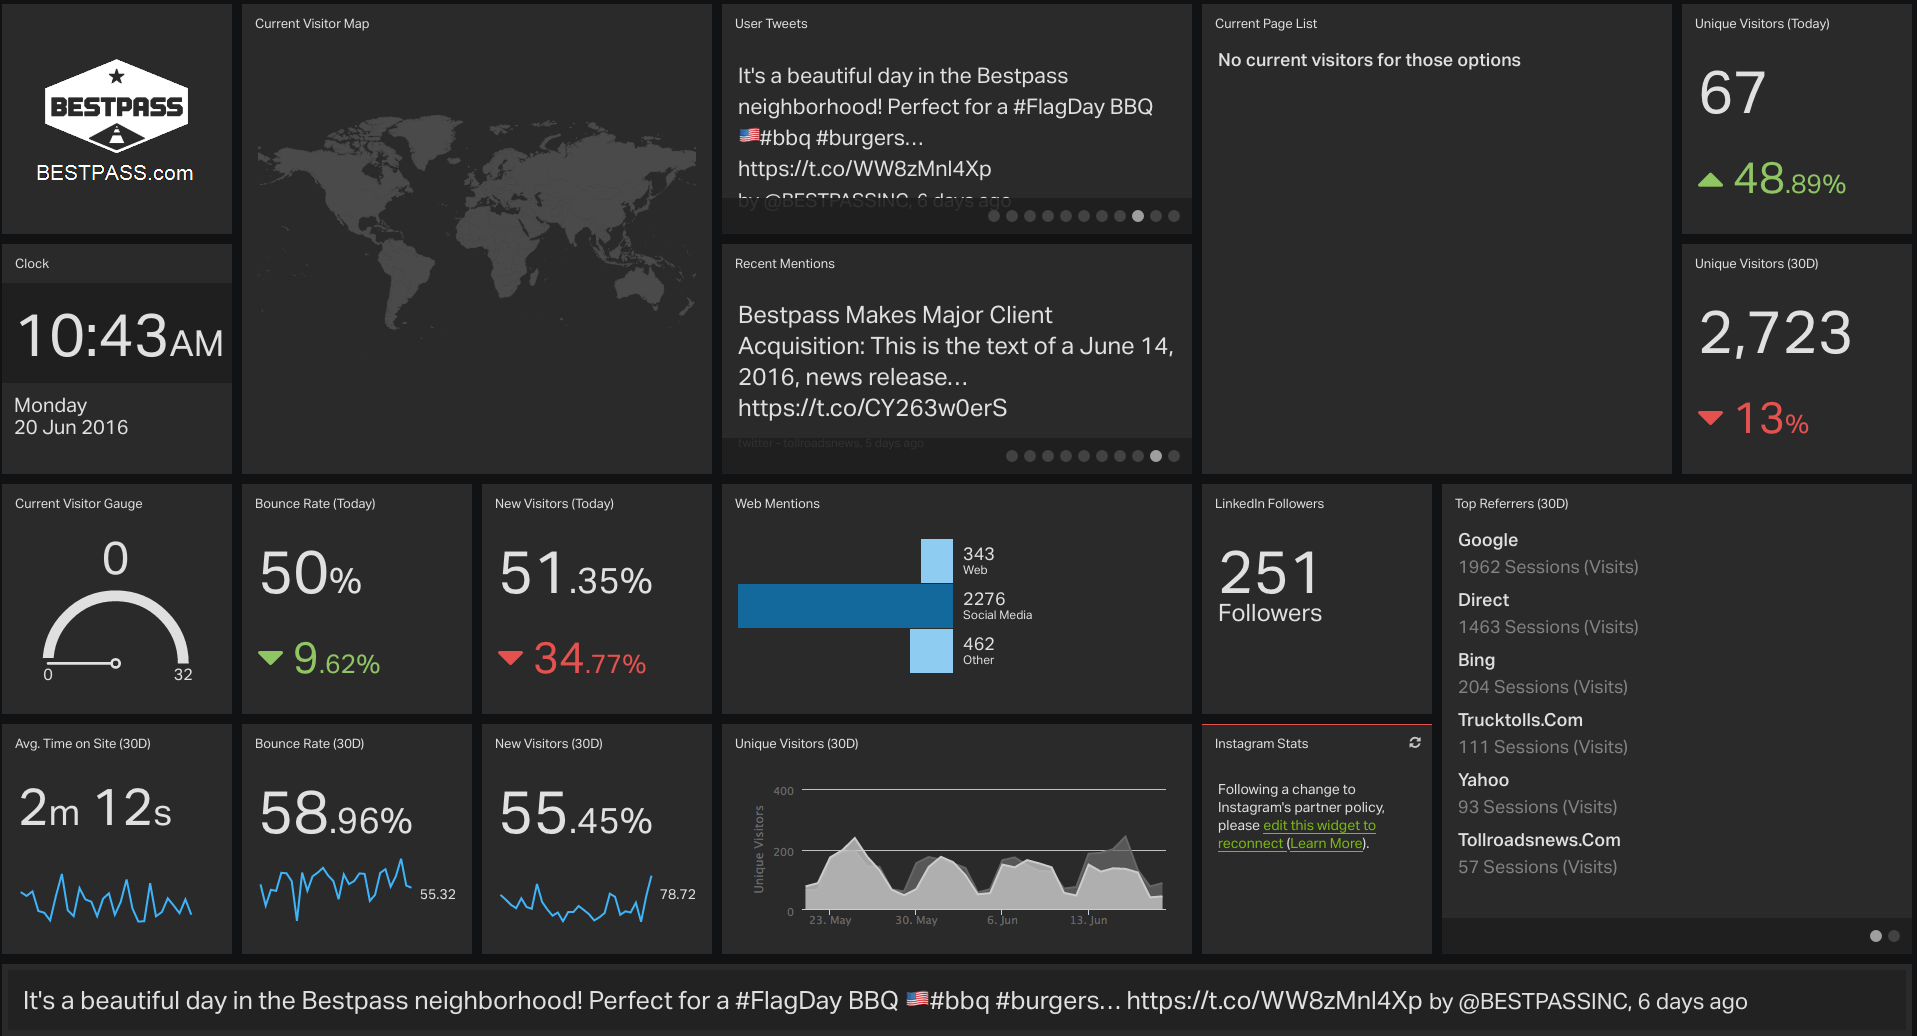 BESTPASS
BESTPASS.com
Clock
10:43AM
Monday
20 Jun 2016
Current Visitor Map
User Tweets
It's a beautiful day in the Bestpass
neighborhood! Perfect for a #FlagDay BBQ
🇺🇸#bbq #burgers…
https://t.co/WW8zMnl4Xp
by @BESTPASSINC, 6 days ago
Recent Mentions
Bestpass Makes Major Client
Acquisition: This is the text of a June 14,
2016, news release…
https://t.co/CY263w0erS
twitter - tollroadsnews, 5 days ago
Current Page List
No current visitors for those options
Unique Visitors (Today)
67
48.89%
Unique Visitors (30D)
2,723
13%
Current Visitor Gauge
0
0
32
Bounce Rate (Today)
50%
9.62%
New Visitors (Today)
51.35%
34.77%
Web Mentions
343
Web
2276
Social Media
462
Other
LinkedIn Followers
251
Followers
Top Referrers (30D)
Google
1962 Sessions (Visits)
Direct
1463 Sessions (Visits)
Bing
204 Sessions (Visits)
Trucktolls.Com
111 Sessions (Visits)
Yahoo
93 Sessions (Visits)
Tollroadsnews.Com
57 Sessions (Visits)
Avg. Time on Site (30D)
2m 12s
Bounce Rate (30D)
58.96%
55.32
New Visitors (30D)
55.45%
78.72
Unique Visitors (30D)
Unique Visitors
400
200
0
23. May
30. May
6. Jun
13. Jun
Instagram Stats
Following a change to
Instagram's partner policy,
please edit this widget to
reconnect (Learn More).
It's a beautiful day in the Bestpass neighborhood! Perfect for a #FlagDay BBQ 🇺🇸#bbq #burgers… https://t.co/WW8zMnl4Xp by @BESTPASSINC, 6 days ago